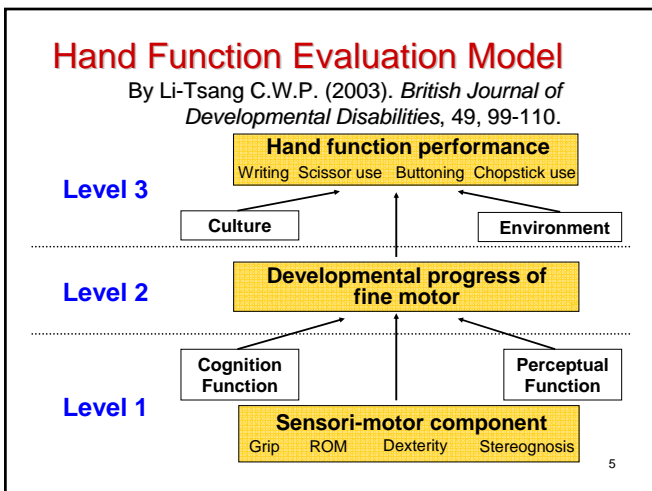 Hand Function Evaluation Model
By Li-Tsang C.W.P. (2003). British Journal of
Developmental Disabilities, 49, 99-110.
Hand function performance
Writing Scissor use Buttoning Chopstick use
Level 3
Culture
Environment
Level 2
Developmental progress of
fine motor
Cognition
Function
Perceptual
Function
Level 1
Sensori-motor component
Grip ROM Dexterity Stereognosis
5